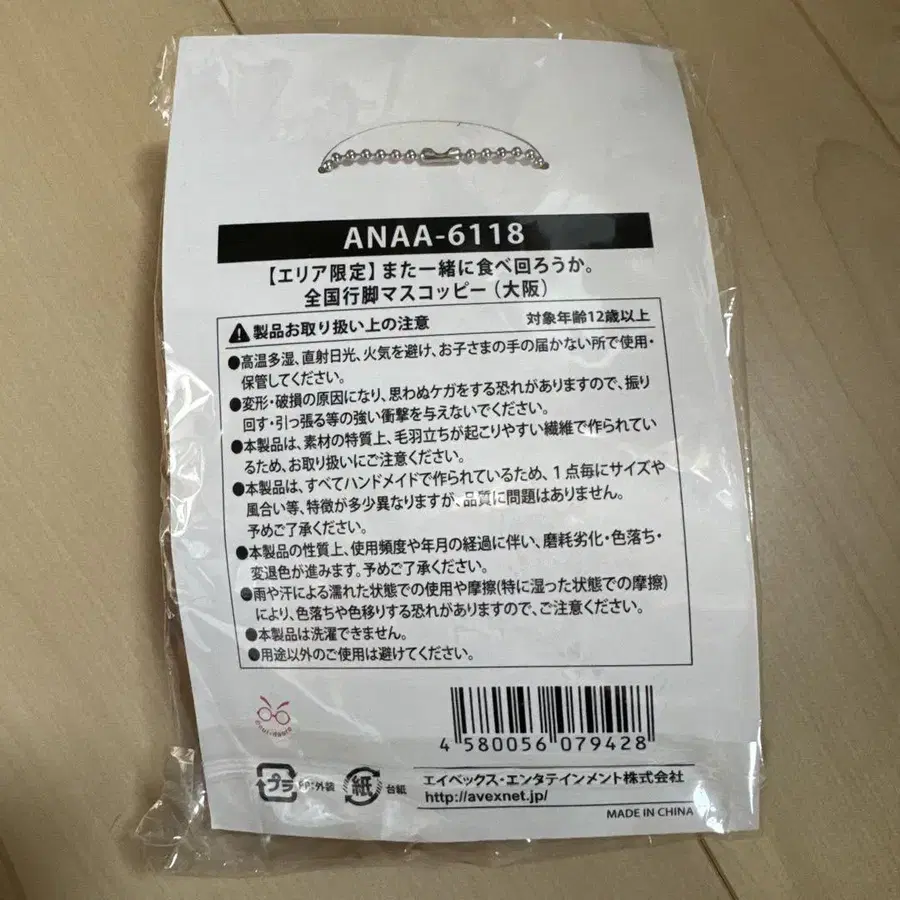 ANAA-6118
【エリア限定】また一緒に食べ回ろうか。
全国行脚マスコッピー（大阪）
製品お取り扱い上の注意 対象年齢12歳以上
●高温多湿、直射日光、火気を避け、お子さまの手の届かない所で使用・
保管してください。
●変形・破損の原因になり、思わぬケガをする恐れがありますので、振り
回す・引っ張る等の強い衝撃を与えないでください。
●本製品は、素材の特質上、毛羽立ちが起こりやすい繊維で作られてい
るため、お取り扱いにご注意ください。
●本製品は、すべてハンドメイドで作られているため、１点毎にサイズや
風合い等、特徴が多少異なりますが、品質に問題はありません。
予めご了承ください。
●本製品の性質上、使用頻度や年月の経過に伴い、磨耗劣化・色落ち・
変退色が進みます。予めご了承ください。
●雨や汗による濡れた状態での使用や摩擦(特に湿った状態での摩擦)
により、色落ちや色移りする恐れがありますので、ご注意ください。
●本製品は洗濯できません。
●用途以外のご使用は避けてください。
4 580056 079428
プラ PP:外装 紙 台紙
エイベックス・エンタテインメント株式会社
http://avexnet.jp/
MADE IN CHINA